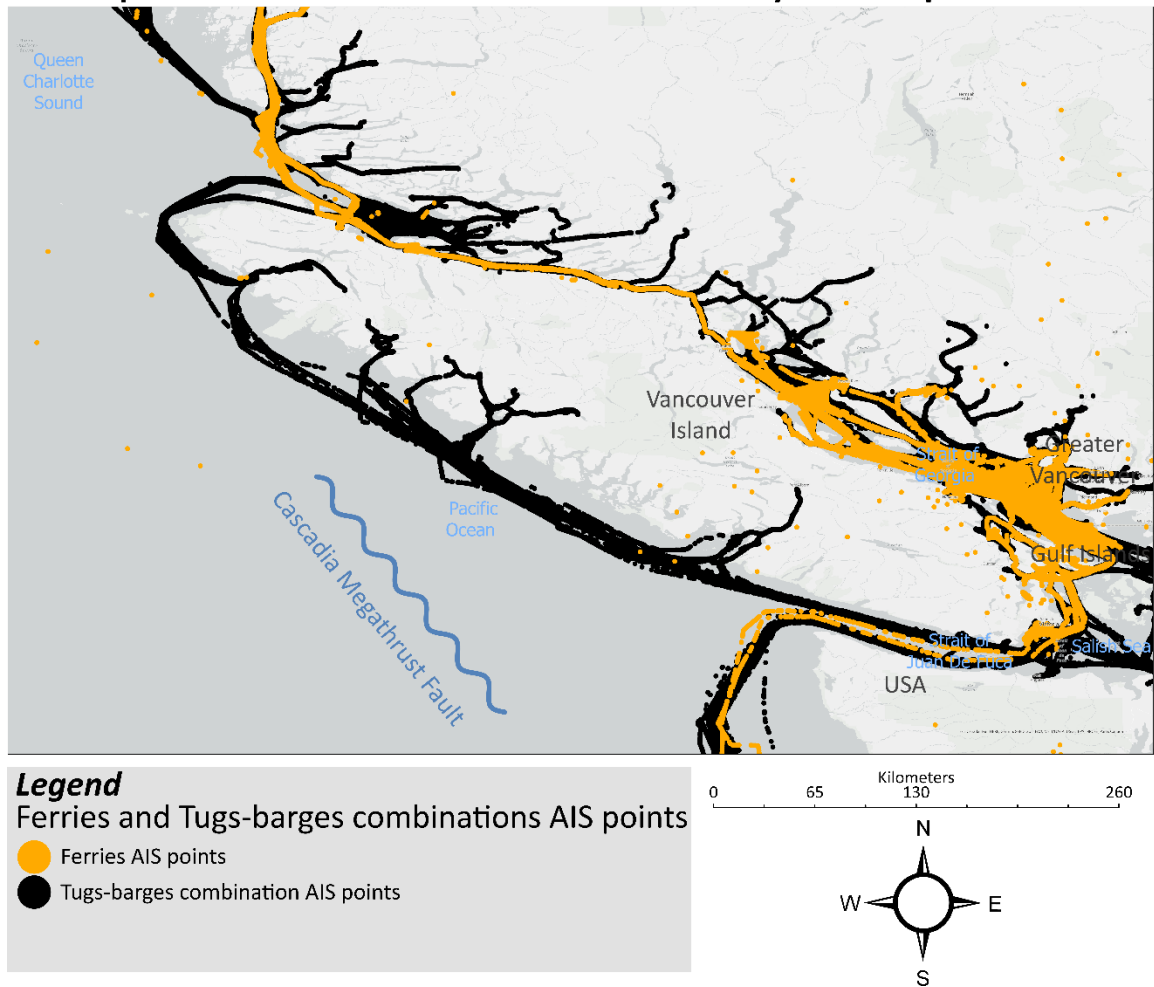 Queen
Charlotte
Sound
Vancouver
Island
Strait of
Georgia
Greater
Vancouver
Pacific
Ocean
Cascadia Megathrust Fault
Gulf Islands
Strait of
Juan De Fuca
Salish Sea
USA
Legend
Ferries and Tugs-barges combinations AIS points
Ferries AIS points
Tugs-barges combination AIS points
Kilometers
0 65 130 260
N
W E
S